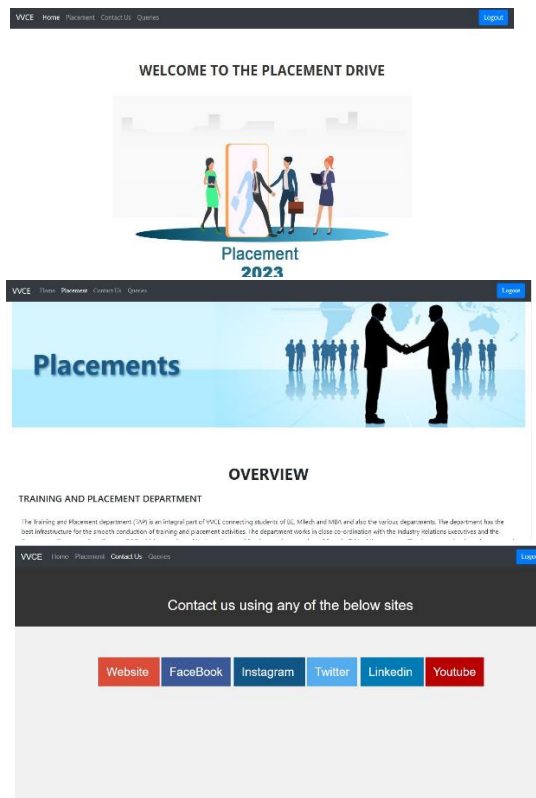 VVCE Home Placement Contact Us Queries Logout
WELCOME TO THE PLACEMENT DRIVE
Placement
2023
VVCE Home Placement Contact Us Queries Logout
Placements
OVERVIEW
TRAINING AND PLACEMENT DEPARTMENT
The Training and Placement department (TAP) is an integral part of VVCE connecting students of BE, MTech and MBA and also the various departments. The department has the
best infrastructure for the smooth conduction of training and placement activities. The department works in close co-ordination with the Industry Relations Executives and the
VVCE Home Placement Contact Us Queries
Contact us using any of the below sites
Website FaceBook Instagram Twitter Linkedin Youtube